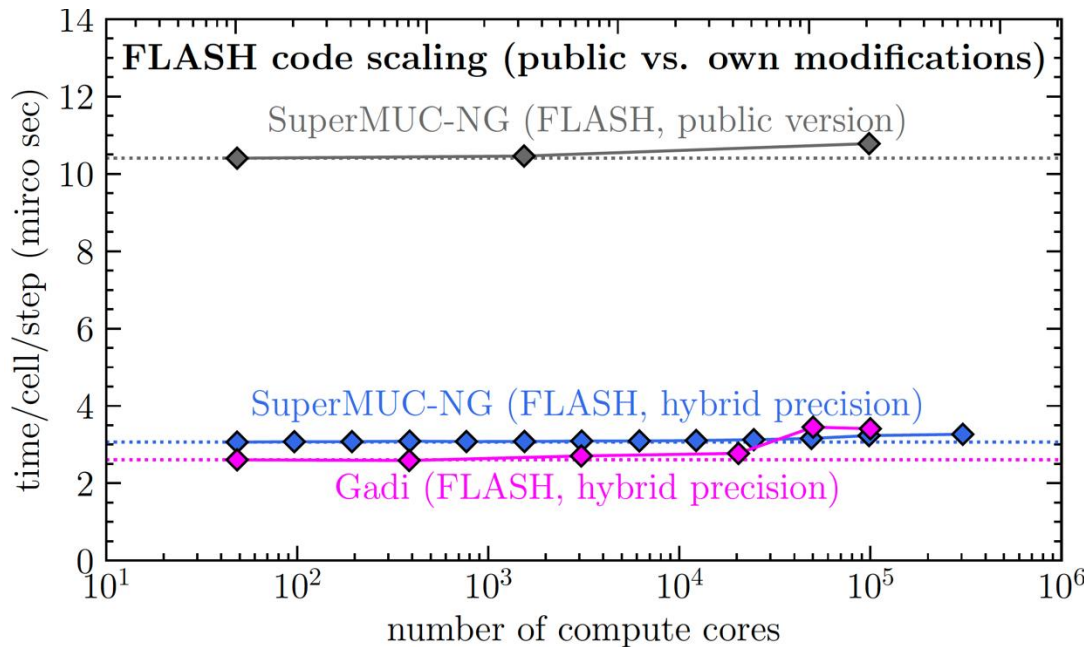 FLASH code scaling (public vs. own modifications)
SuperMUC-NG (FLASH, public version)
SuperMUC-NG (FLASH, hybrid precision)
Gadi (FLASH, hybrid precision)
time/cell/step (mirco sec)
14
12
10
8
6
4
2
0
10¹
10²
10³
10⁴
10⁵
10⁶
number of compute cores